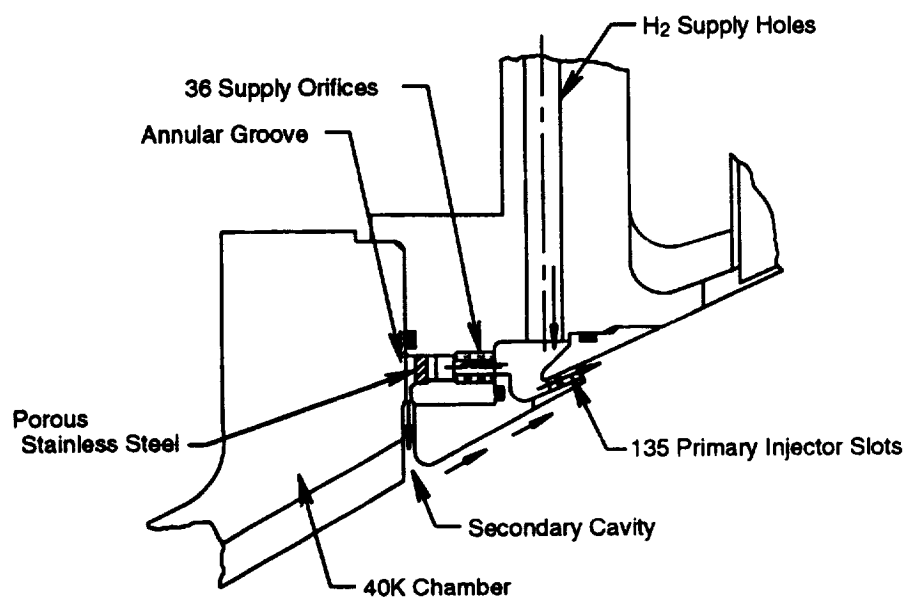 H₂ Supply Holes
36 Supply Orifices
Annular Groove
Porous
Stainless Steel
135 Primary Injector Slots
Secondary Cavity
40K Chamber